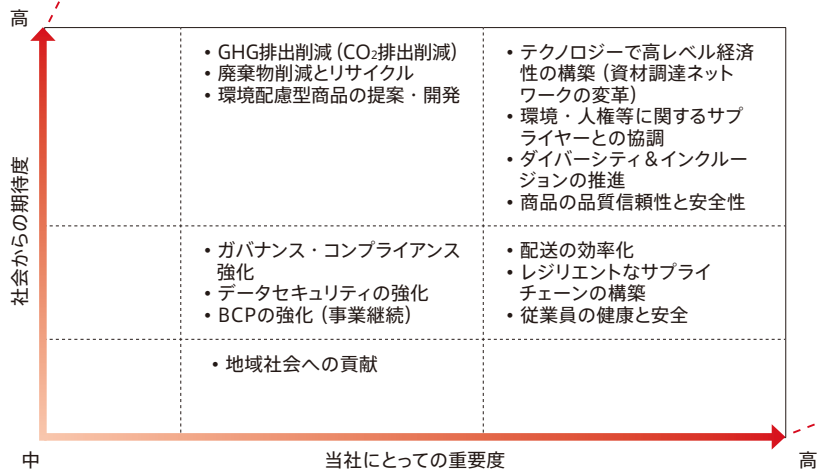 高
社会からの期待度
• GHG排出削減 (CO₂排出削減)
• 廃棄物削減とリサイクル
• 環境配慮型商品の提案・開発
• テクノロジーで高レベル経済
性の構築 (資材調達ネット
ワークの変革)
• 環境・人権等に関するサプ
ライヤーとの協調
• ダイバーシティ&インクルー
ジョンの推進
• 商品の品質信頼性と安全性
• ガバナンス・コンプライアンス
強化
• データセキュリティの強化
• BCPの強化 (事業継続)
• 配送の効率化
• レジリエントなサプライ
チェーンの構築
• 従業員の健康と安全
• 地域社会への貢献
中
当社にとっての重要度
高